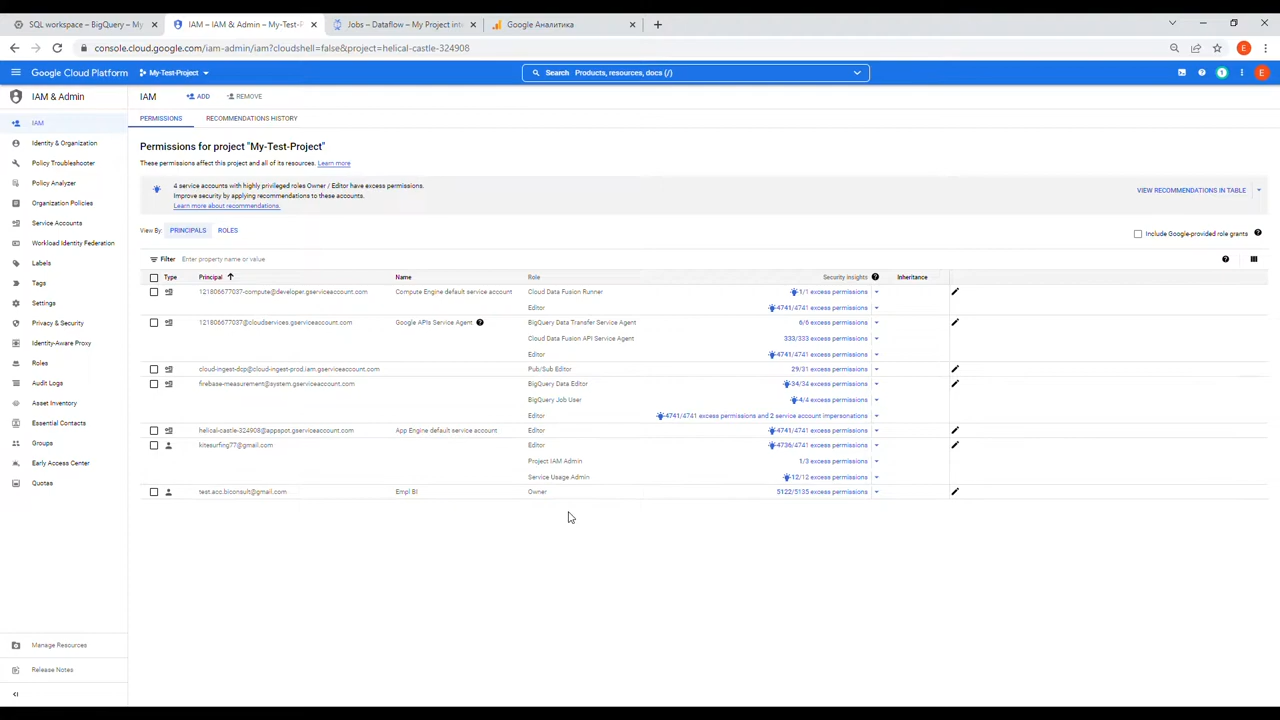 SQL workspace – BigQuery – My
IAM – IAM & Admin – My-Test-P
Jobs – Dataflow – My Project int
Google Аналитика
console.cloud.google.com/iam-admin/iam?cloudshell=false&project=helical-castle-324908
E
Google Cloud Platform
My-Test-Project
Search Products, resources, docs (/)
1
E
IAM & Admin
IAM
ADD
REMOVE
IAM
Identity & Organization
Policy Troubleshooter
Policy Analyzer
Organization Policies
Service Accounts
Workload Identity Federation
Labels
Tags
Settings
Privacy & Security
Identity-Aware Proxy
Roles
Audit Logs
Asset Inventory
Essential Contacts
Groups
Early Access Center
Quotas
Manage Resources
Release Notes
PERMISSIONS
RECOMMENDATIONS HISTORY
Permissions for project "My-Test-Project"
These permissions affect this project and all of its resources. Learn more
4 service accounts with highly privileged roles Owner / Editor have excess permissions.
Improve security by applying recommendations to these accounts.
Learn more about recommendations.
VIEW RECOMMENDATIONS IN TABLE
View By: PRINCIPALS ROLES
Include Google-provided role grants
Filter Enter property name or value
Type Principal Name Role Security insights Inheritance
121806677037-compute@developer.gserviceaccount.com Compute Engine default service account Cloud Data Fusion Runner 1/1 excess permissions
Editor 4741/4741 excess permissions
121806677037@cloudservices.gserviceaccount.com Google APIs Service Agent BigQuery Data Transfer Service Agent 6/6 excess permissions
Cloud Data Fusion API Service Agent 333/333 excess permissions
Editor 4741/4741 excess permissions
cloud-ingest-dcp@cloud-ingest-prod.iam.gserviceaccount.com Pub/Sub Editor 29/31 excess permissions
firebase-measurement@system.gserviceaccount.com BigQuery Data Editor 34/34 excess permissions
BigQuery Job User 4/4 excess permissions
Editor 4741/4741 excess permissions and 2 service account impersonations
helical-castle-324908@appspot.gserviceaccount.com App Engine default service account Editor 4741/4741 excess permissions
kitesurfing77@gmail.com Editor 4736/4741 excess permissions
Project IAM Admin 1/3 excess permissions
Service Usage Admin 12/12 excess permissions
test.acc.biconsult@gmail.com Empl BI Owner 5122/5135 excess permissions